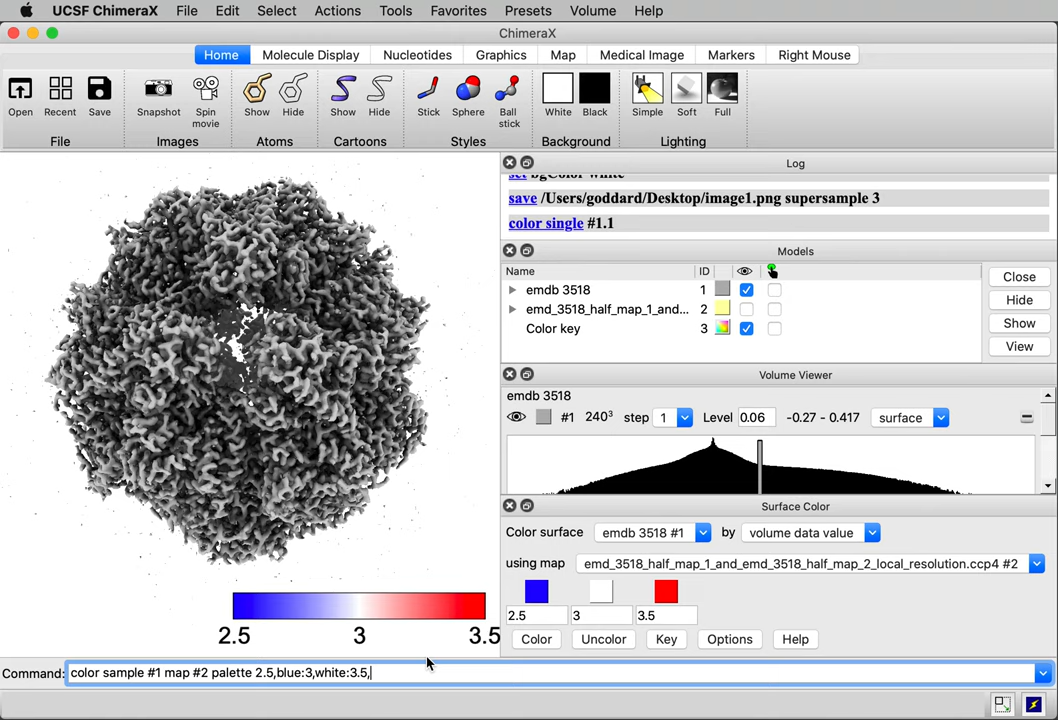 UCSF ChimeraX File Edit Select Actions Tools Favorites Presets Volume Help
ChimeraX
Home Molecule Display Nucleotides Graphics Map Medical Image Markers Right Mouse
Open Recent Save Snapshot Spin movie Show Hide Show Hide Stick Sphere Ball stick White Black Simple Soft Full
File Images Atoms Cartoons Styles Background Lighting
Log
set bgColor white
save /Users/goddard/Desktop/image1.png supersample 3
color single #1.1
Models
Name ID
emdb 3518 1
emd_3518_half_map_1_and... 2
Color key 3
Close
Hide
Show
View
Volume Viewer
emdb 3518
#1 240³ step 1 Level 0.06 -0.27 - 0.417 surface
Surface Color
Color surface emdb 3518 #1 by volume data value
using map emd_3518_half_map_1_and_emd_3518_half_map_2_local_resolution.ccp4 #2
2.5 3 3.5
Color Uncolor Key Options Help
2.5 3 3.5
Command: color sample #1 map #2 palette 2.5,blue:3,white:3.5,